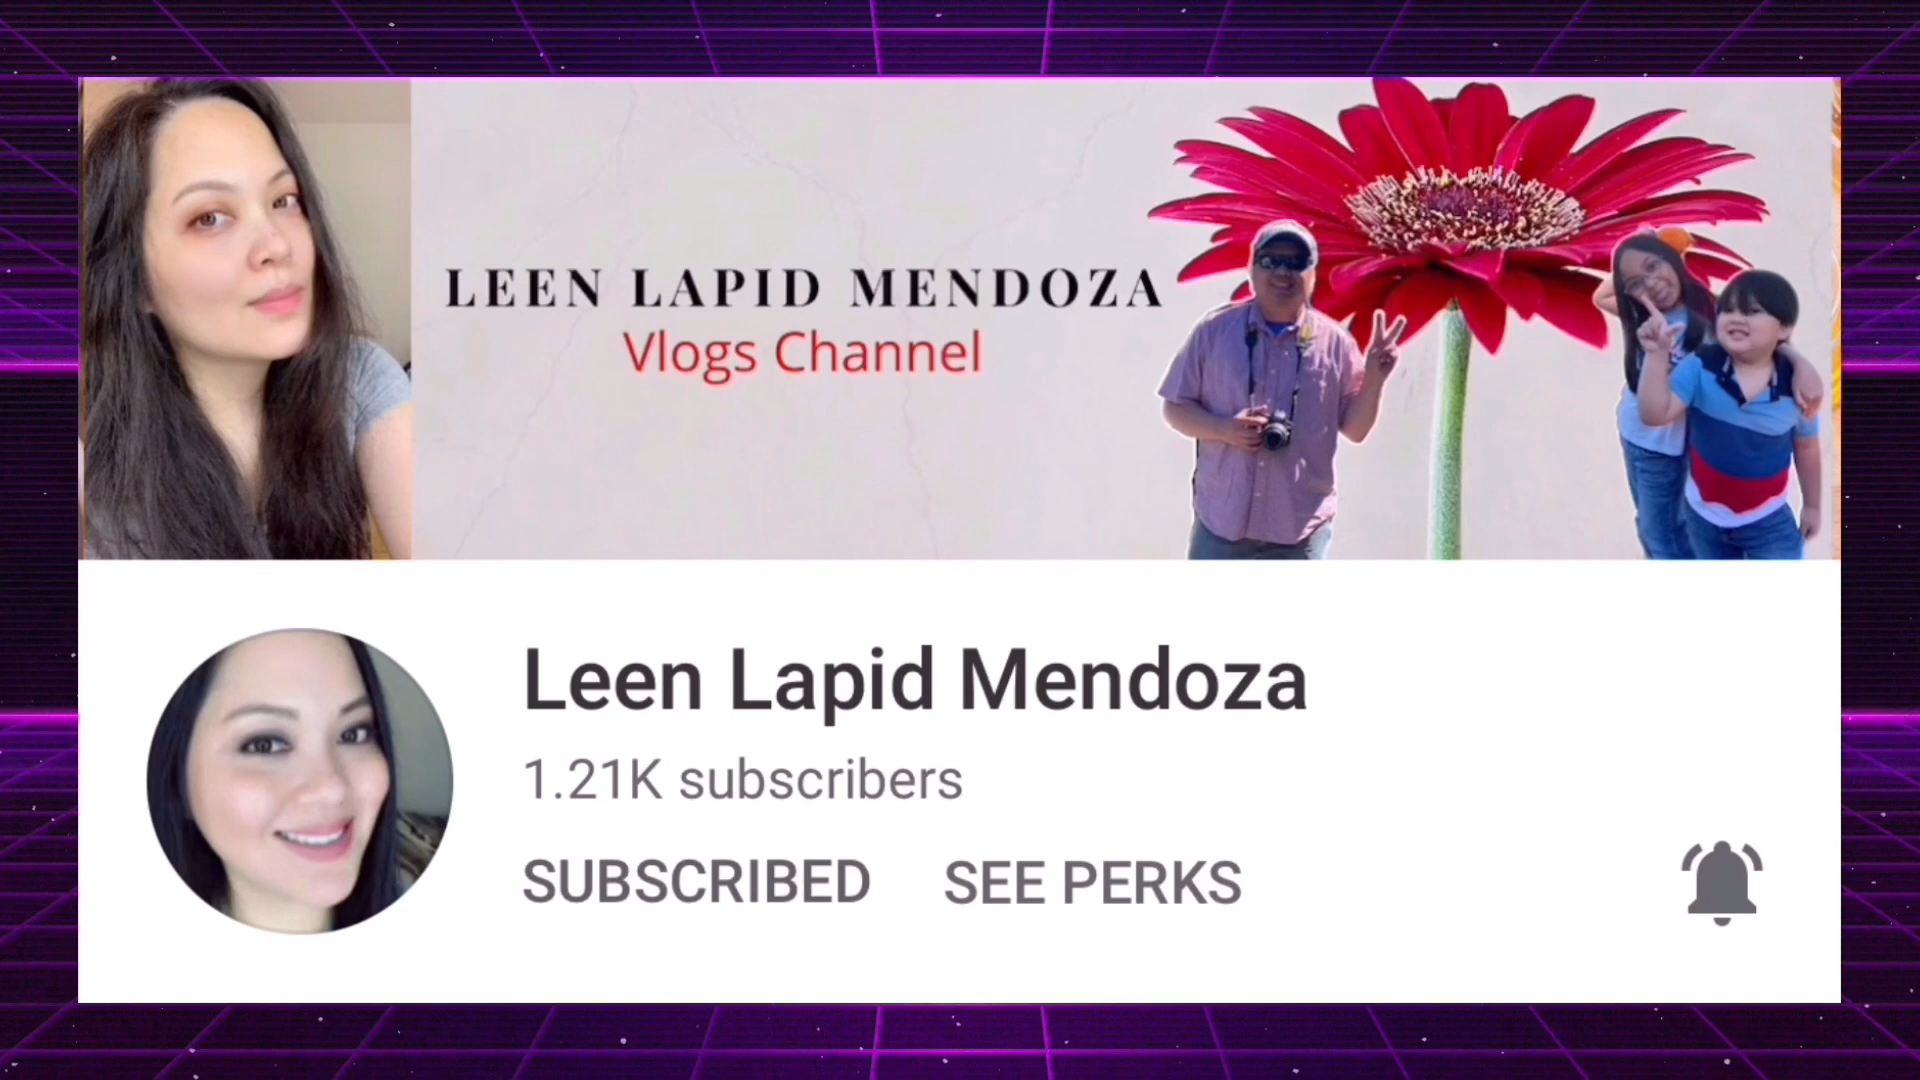 LEEN LAPID MENDOZA
Vlogs Channel
Leen Lapid Mendoza
1.21K subscribers
SUBSCRIBED SEE PERKS